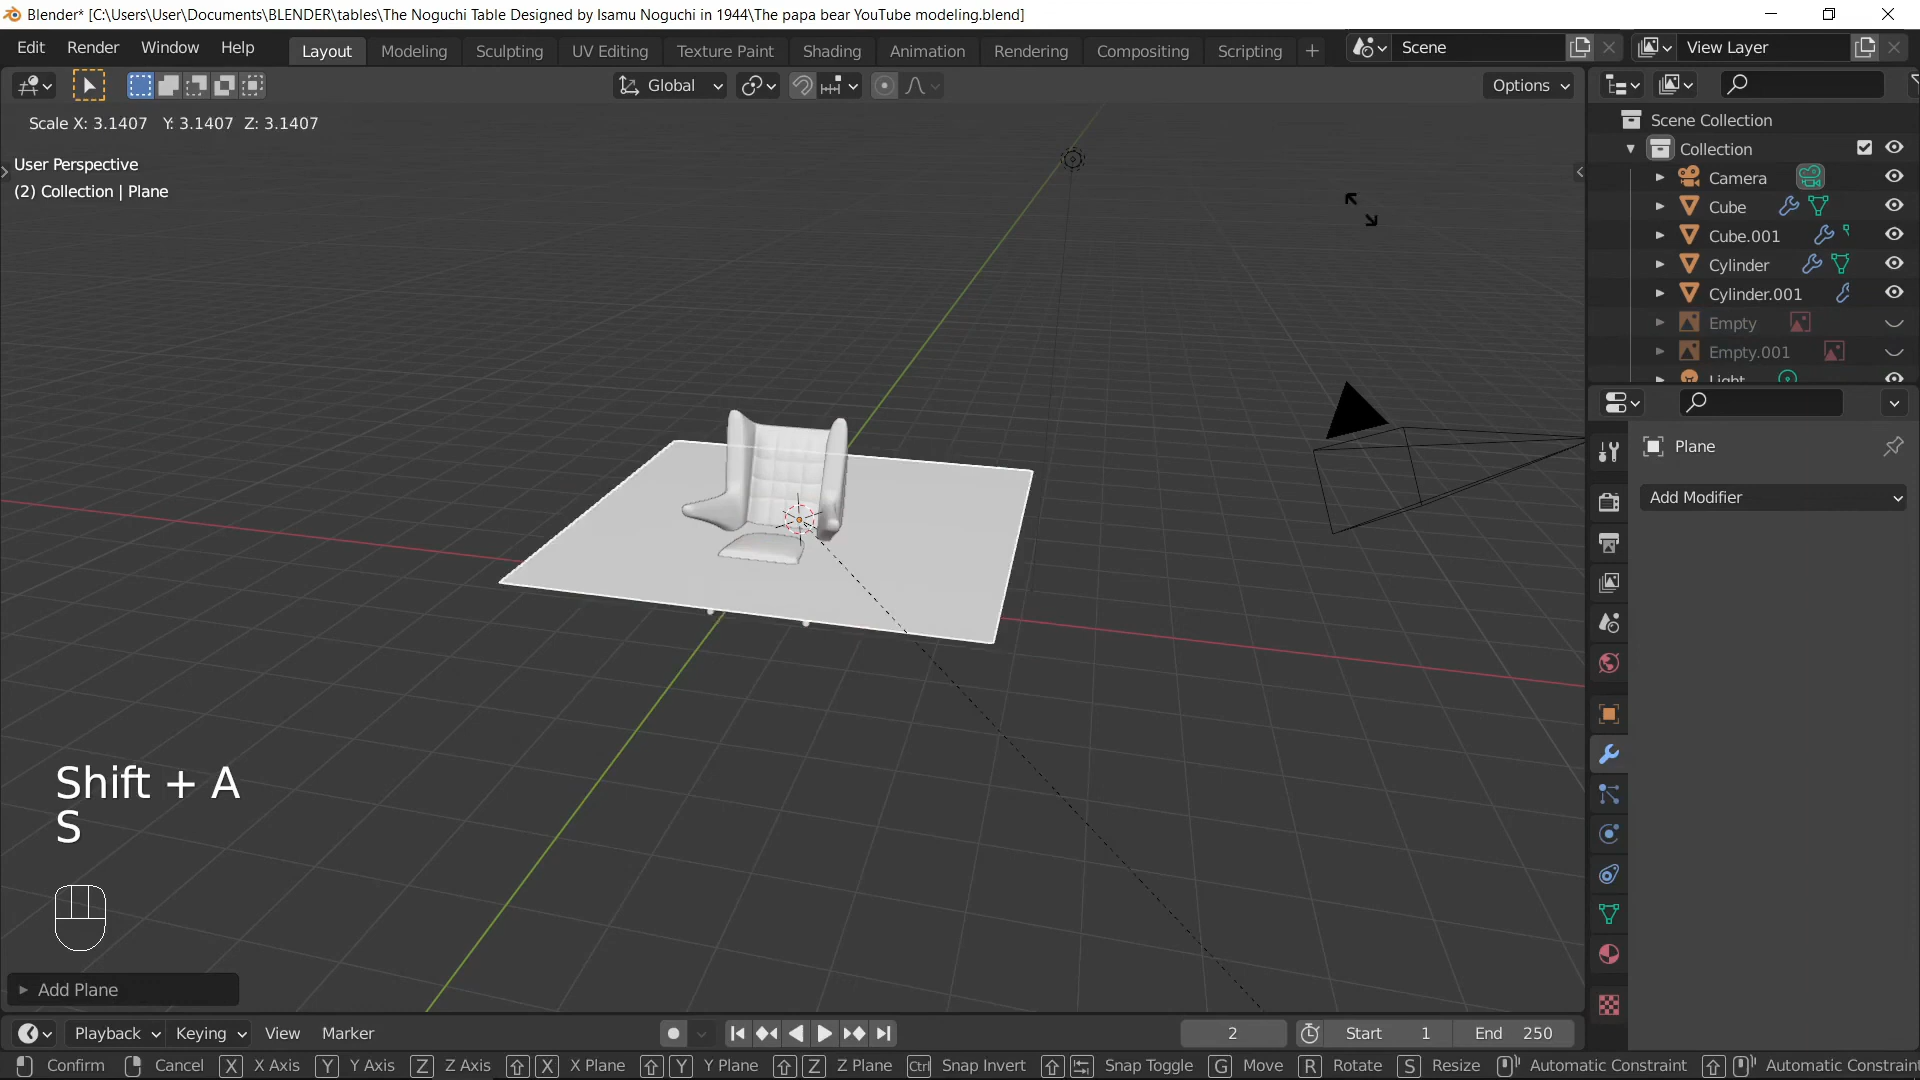 Blender* [C:\Users\User\Documents\BLENDER\tables\The Noguchi Table Designed by Isamu Noguchi in 1944\The papa bear YouTube modeling.blend]
Edit Render Window Help Layout Modeling Sculpting UV Editing Texture Paint Shading Animation Rendering Compositing Scripting + Scene View Layer
Global Options
Scale X: 3.1407 Y: 3.1407 Z: 3.1407
User Perspective
(2) Collection | Plane
Scene Collection
Collection
Camera
Cube
Cube.001
Cylinder
Cylinder.001
Empty
Empty.001
Light
Plane
Add Modifier
Shift + A
S
Add Plane
Playback Keying View Marker 2 Start 1 End 250
Confirm Cancel X X Axis Y Y Axis Z Z Axis X X Plane Y Y Plane Z Z Plane Ctrl Snap Invert Snap Toggle G Move R Rotate S Resize Automatic Constraint Automatic Constrain